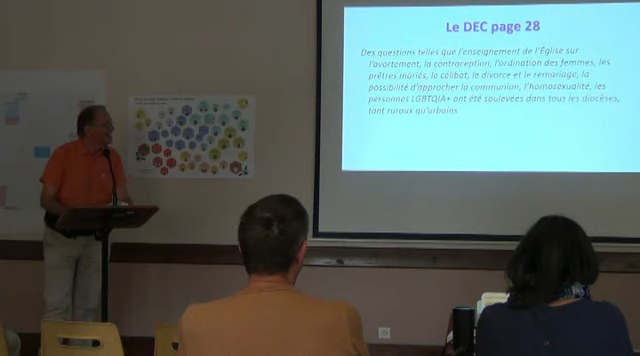 Le DEC page 28
Des questions telles que l'enseignement de l'Église sur
l'avortement, la contraception, l'ordination des femmes, les
prêtres mariés, le célibat, le divorce et le remariage, la
possibilité d'approcher la communion, l'homosexualité, les
personnes LGBTQIA+ ont été soulevées dans tous les diocèses,
tant ruraux qu'urbains